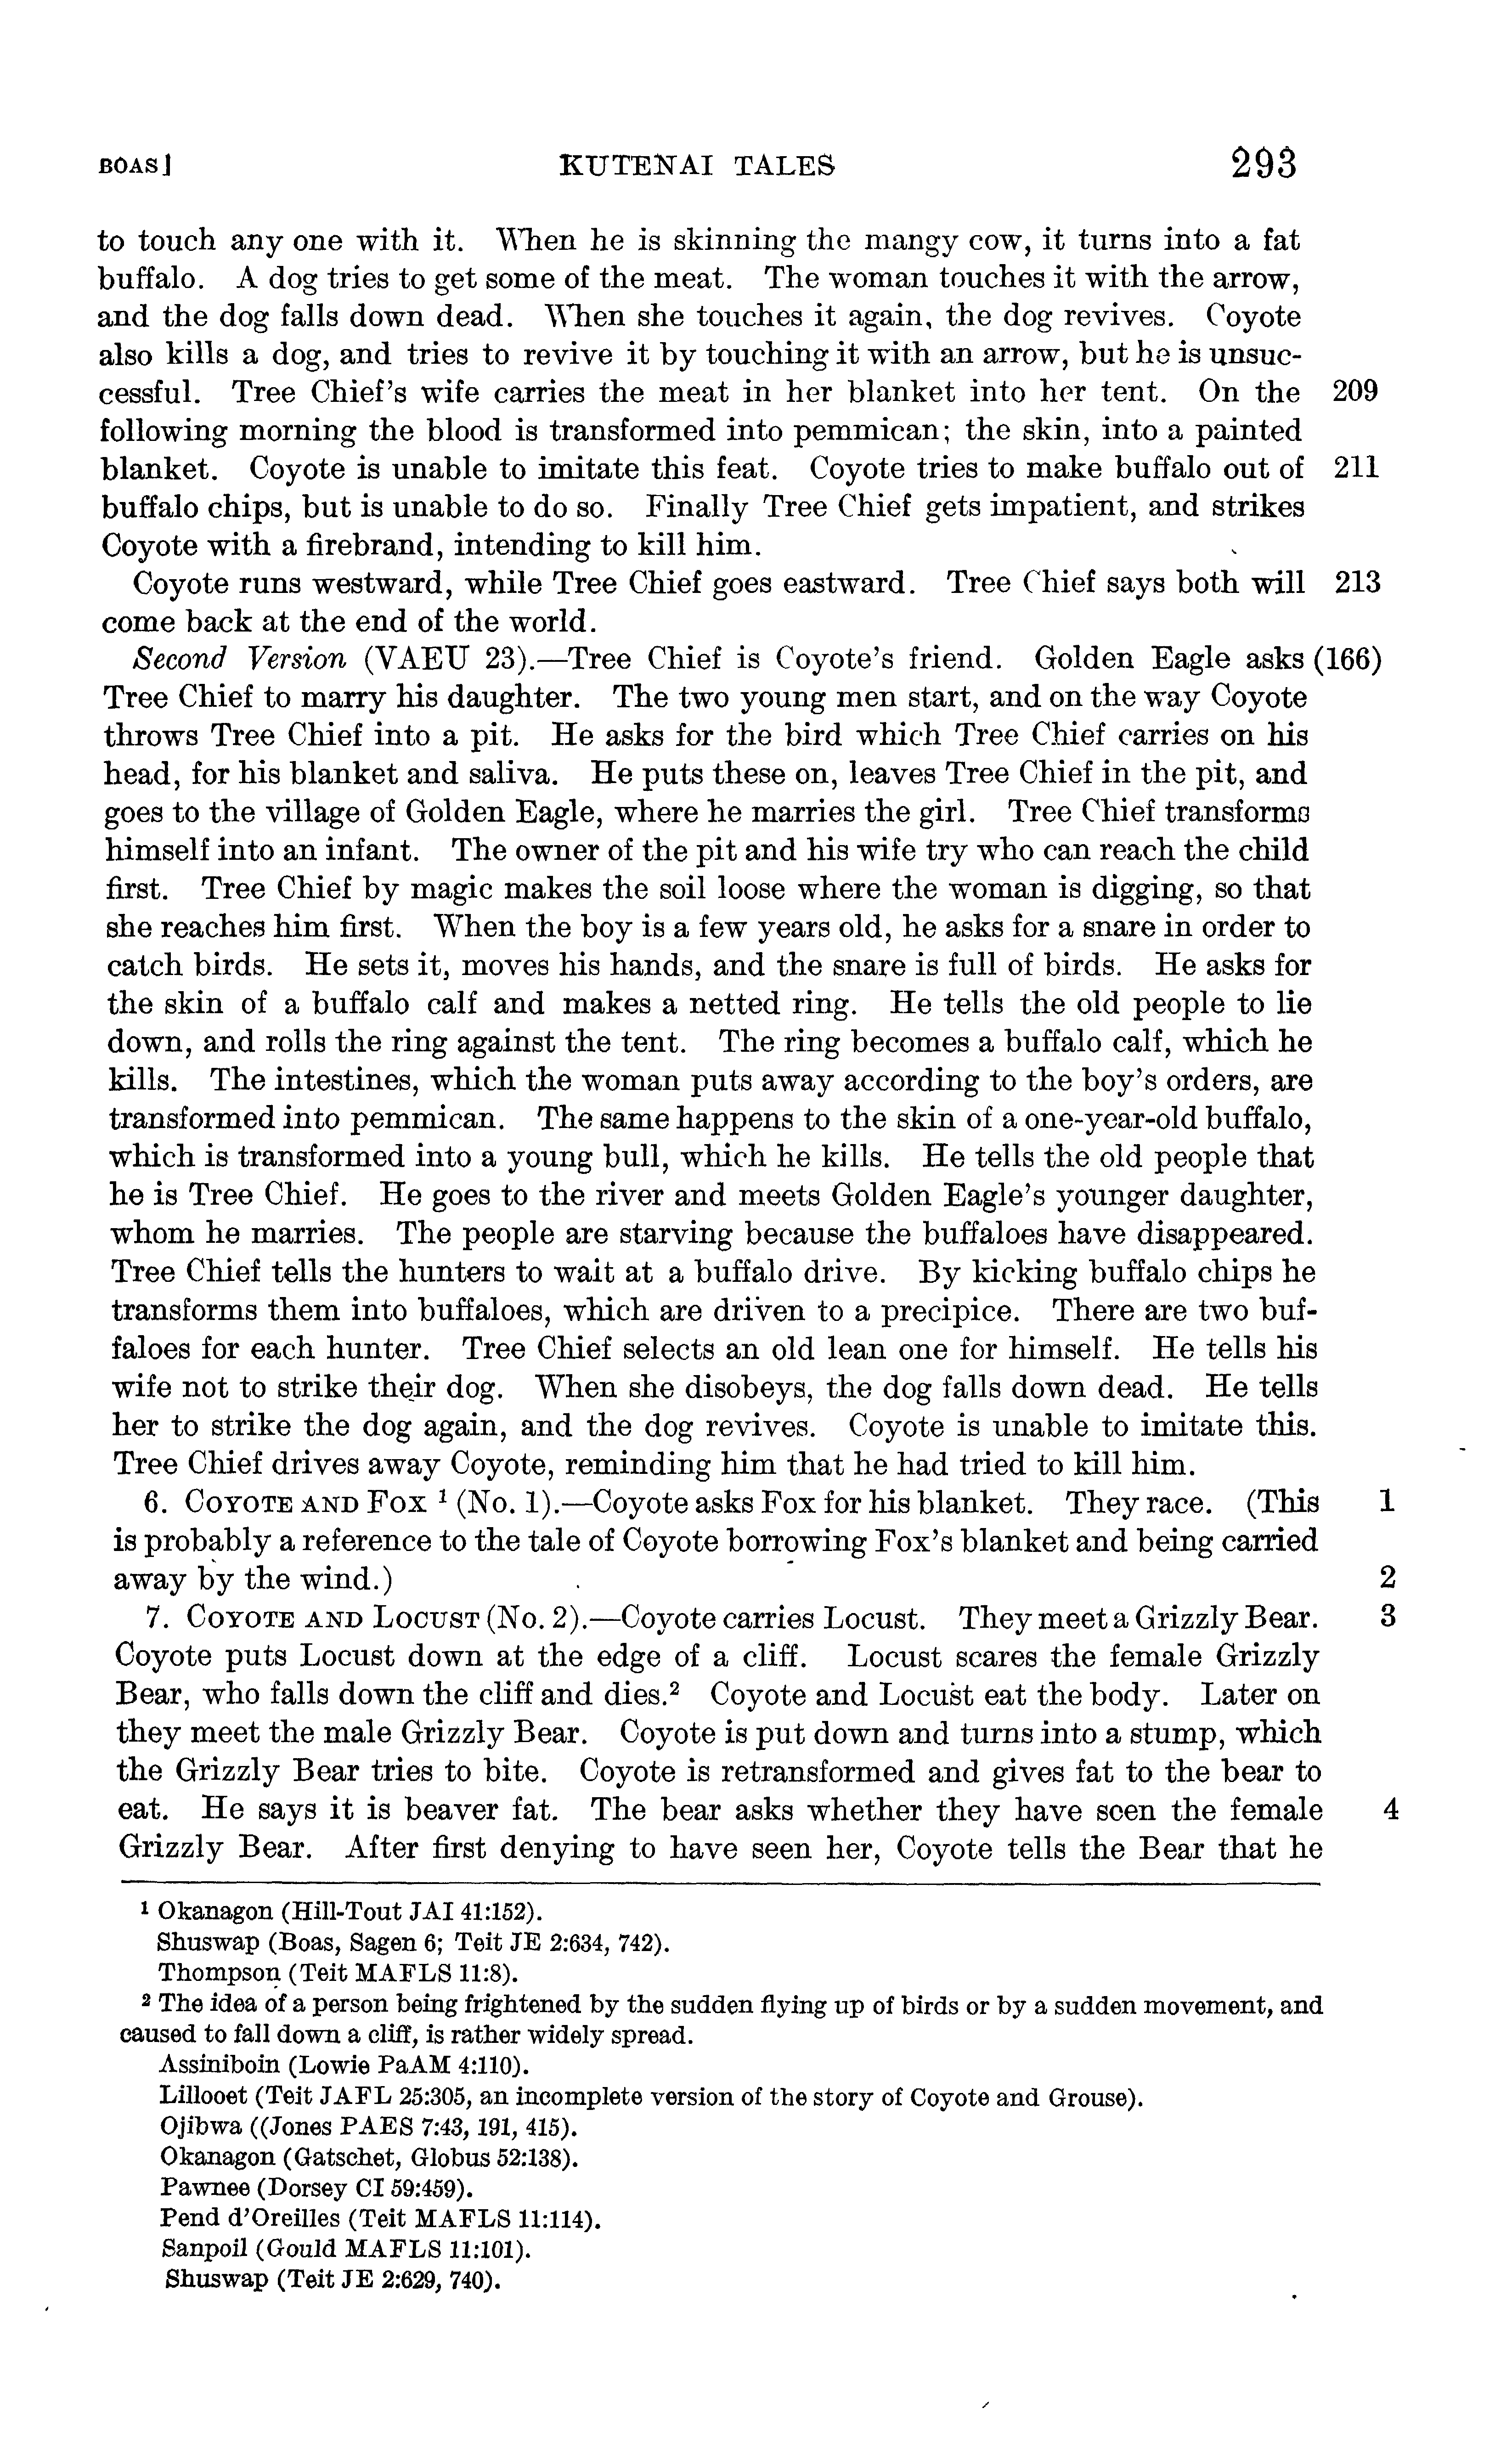 BOAS] KUTENAI TALES 293
to touch any one with it. When he is skinning the mangy cow, it turns into a fat
buffalo. A dog tries to get some of the meat. The woman touches it with the arrow,
and the dog falls down dead. When she touches it again, the dog revives. Coyote
also kills a dog, and tries to revive it by touching it with an arrow, but he is unsuc-
cessful. Tree Chief's wife carries the meat in her blanket into her tent. On the 209
following morning the blood is transformed into pemmican; the skin, into a painted
blanket. Coyote is unable to imitate this feat. Coyote tries to make buffalo out of 211
buffalo chips, but is unable to do so. Finally Tree Chief gets impatient, and strikes
Coyote with a firebrand, intending to kill him.
Coyote runs westward, while Tree Chief goes eastward. Tree Chief says both will 213
come back at the end of the world.
Second Version (VAEU 23).—Tree Chief is Coyote's friend. Golden Eagle asks (166)
Tree Chief to marry his daughter. The two young men start, and on the way Coyote
throws Tree Chief into a pit. He asks for the bird which Tree Chief carries on his
head, for his blanket and saliva. He puts these on, leaves Tree Chief in the pit, and
goes to the village of Golden Eagle, where he marries the girl. Tree Chief transforms
himself into an infant. The owner of the pit and his wife try who can reach the child
first. Tree Chief by magic makes the soil loose where the woman is digging, so that
she reaches him first. When the boy is a few years old, he asks for a snare in order to
catch birds. He sets it, moves his hands, and the snare is full of birds. He asks for
the skin of a buffalo calf and makes a netted ring. He tells the old people to lie
down, and rolls the ring against the tent. The ring becomes a buffalo calf, which he
kills. The intestines, which the woman puts away according to the boy's orders, are
transformed into pemmican. The same happens to the skin of a one-year-old buffalo,
which is transformed into a young bull, which he kills. He tells the old people that
he is Tree Chief. He goes to the river and meets Golden Eagle's younger daughter,
whom he marries. The people are starving because the buffaloes have disappeared.
Tree Chief tells the hunters to wait at a buffalo drive. By kicking buffalo chips he
transforms them into buffaloes, which are driven to a precipice. There are two buf-
faloes for each hunter. Tree Chief selects an old lean one for himself. He tells his
wife not to strike their dog. When she disobeys, the dog falls down dead. He tells
her to strike the dog again, and the dog revives. Coyote is unable to imitate this.
Tree Chief drives away Coyote, reminding him that he had tried to kill him.
6. COYOTE AND FOX ¹ (No. 1).—Coyote asks Fox for his blanket. They race. (This 1
is probably a reference to the tale of Coyote borrowing Fox's blanket and being carried
away by the wind.) 2
7. COYOTE AND LOCUST (No. 2).—Coyote carries Locust. They meet a Grizzly Bear. 3
Coyote puts Locust down at the edge of a cliff. Locust scares the female Grizzly
Bear, who falls down the cliff and dies.² Coyote and Locust eat the body. Later on
they meet the male Grizzly Bear. Coyote is put down and turns into a stump, which
the Grizzly Bear tries to bite. Coyote is retransformed and gives fat to the bear to
eat. He says it is beaver fat. The bear asks whether they have seen the female 4
Grizzly Bear. After first denying to have seen her, Coyote tells the Bear that he
¹ Okanagon (Hill-Tout JAI 41:152).
Shuswap (Boas, Sagen 6; Teit JE 2:634, 742).
Thompson (Teit MAFLS 11:8).
² The idea of a person being frightened by the sudden flying up of birds or by a sudden movement, and
caused to fall down a cliff, is rather widely spread.
Assiniboin (Lowie PaAM 4:110).
Lillooet (Teit JAFL 25:305, an incomplete version of the story of Coyote and Grouse).
Ojibwa ((Jones PAES 7:43, 191, 415).
Okanagon (Gatschet, Globus 52:138).
Pawnee (Dorsey CI 59:459).
Pend d'Oreilles (Teit MAFLS 11:114).
Sanpoil (Gould MAFLS 11:101).
Shuswap (Teit JE 2:629, 740).